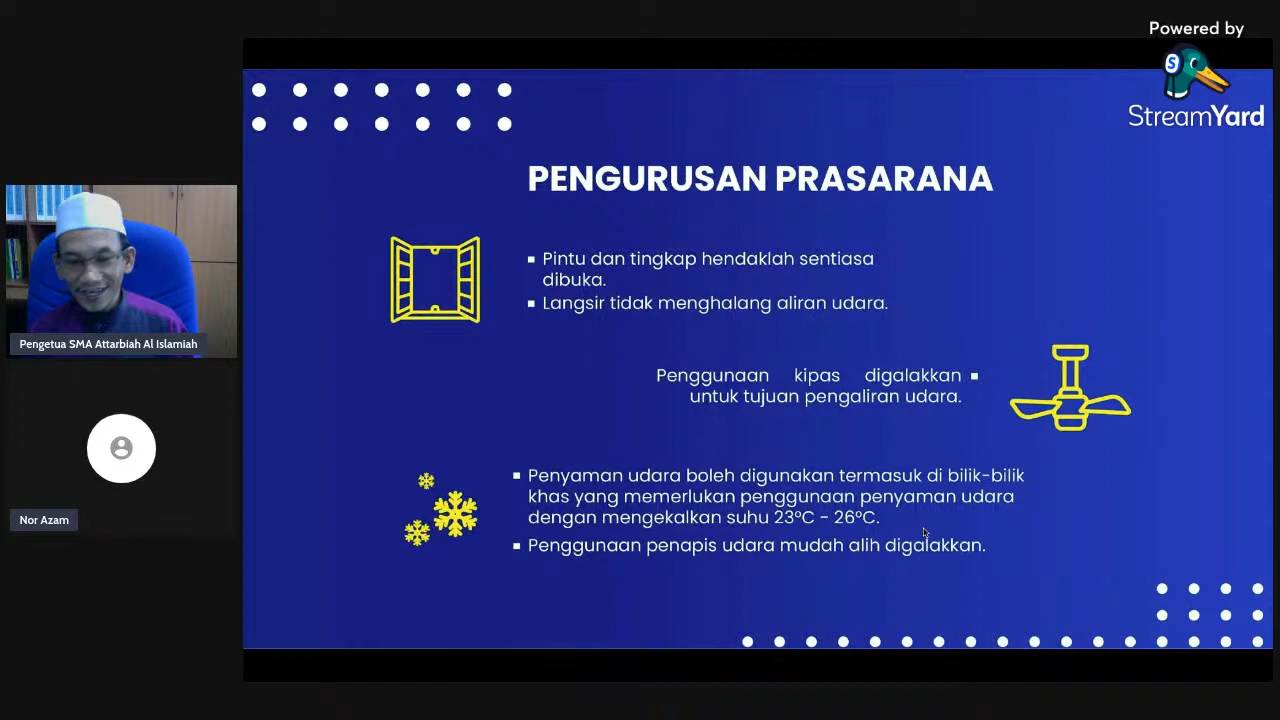 Powered by
StreamYard
PENGURUSAN PRASARANA
Pintu dan tingkap hendaklah sentiasa
dibuka.
Langsir tidak menghalang aliran udara.
Penggunaan kipas digalakkan
untuk tujuan pengaliran udara.
Penyaman udara boleh digunakan termasuk di bilik-bilik
khas yang memerlukan penggunaan penyaman udara
dengan mengekalkan suhu 23°C - 26°C.
Penggunaan penapis udara mudah alih digalakkan.
Pengetua SMA Attarbiah Al Islamiah
Nor Azam